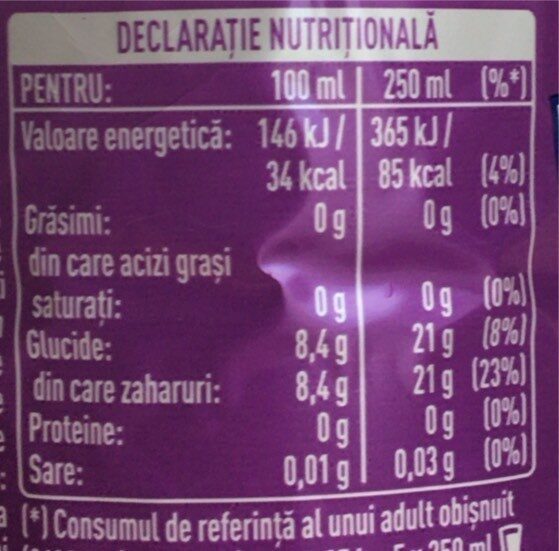 DECLARAȚIE NUTRIȚIONALĂ
PENTRU: 100 ml 250 ml (%*)
Valoare energetică: 146 kJ / 365 kJ /
34 kcal 85 kcal (4%)
Grăsimi: 0 g 0 g (0%)
din care acizi grași
saturați: 0 g 0 g (0%)
Glucide: 8,4 g 21 g (8%)
din care zaharuri: 8,4 g 21 g (23%)
Proteine: 0 g 0 g (0%)
Sare: 0,01 g 0,03 g (0%)
(*) Consumul de referință al unui adult obișnuit
250 ml